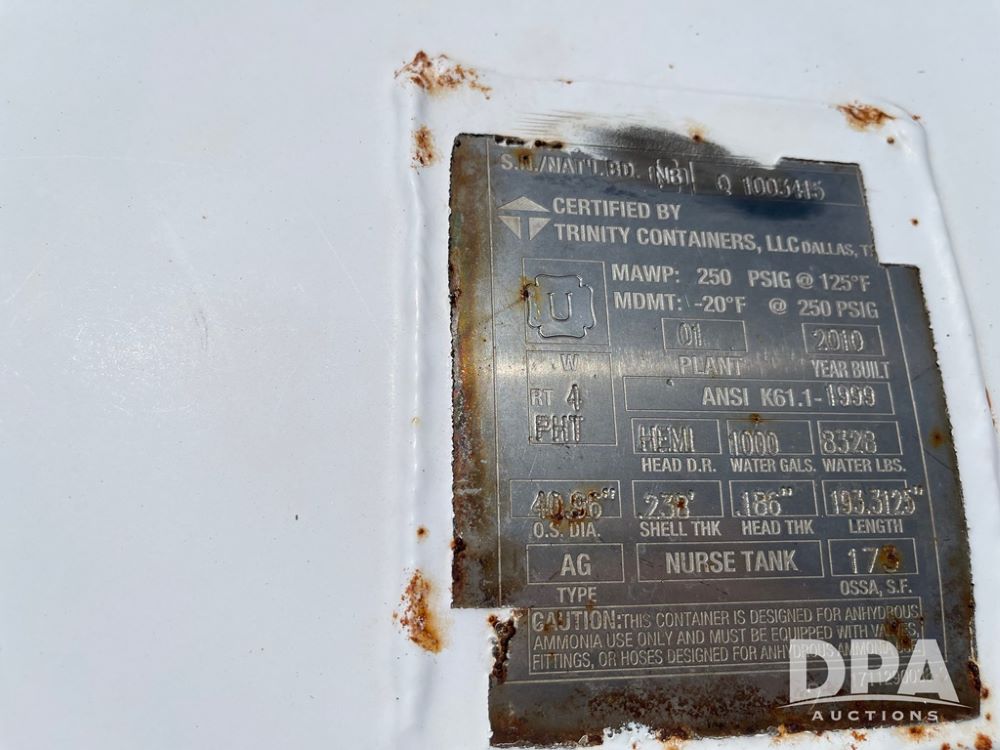 S.N./NAT'L.BD. (NB) Q 1003415
CERTIFIED BY
TRINITY CONTAINERS, LLC DALLAS, T
MAWP: 250 PSIG @ 125°F
MDMT: -20°F @ 250 PSIG
U
01 2010
W PLANT YEAR BUILT
RT 4 ANSI K61.1-1999
PHT HEMI 1000 8328
HEAD D.R. WATER GALS. WATER LBS.
40.96" .238" .186" 193.3125"
O.S. DIA. SHELL THK HEAD THK LENGTH
AG NURSE TANK 175
TYPE OSSA, S.F.
CAUTION: THIS CONTAINER IS DESIGNED FOR ANHYDROUS
AMMONIA USE ONLY AND MUST BE EQUIPPED WITH VALVES,
FITTINGS, OR HOSES DESIGNED FOR ANHYDROUS AMMONIA
DPA
AUCTIONS